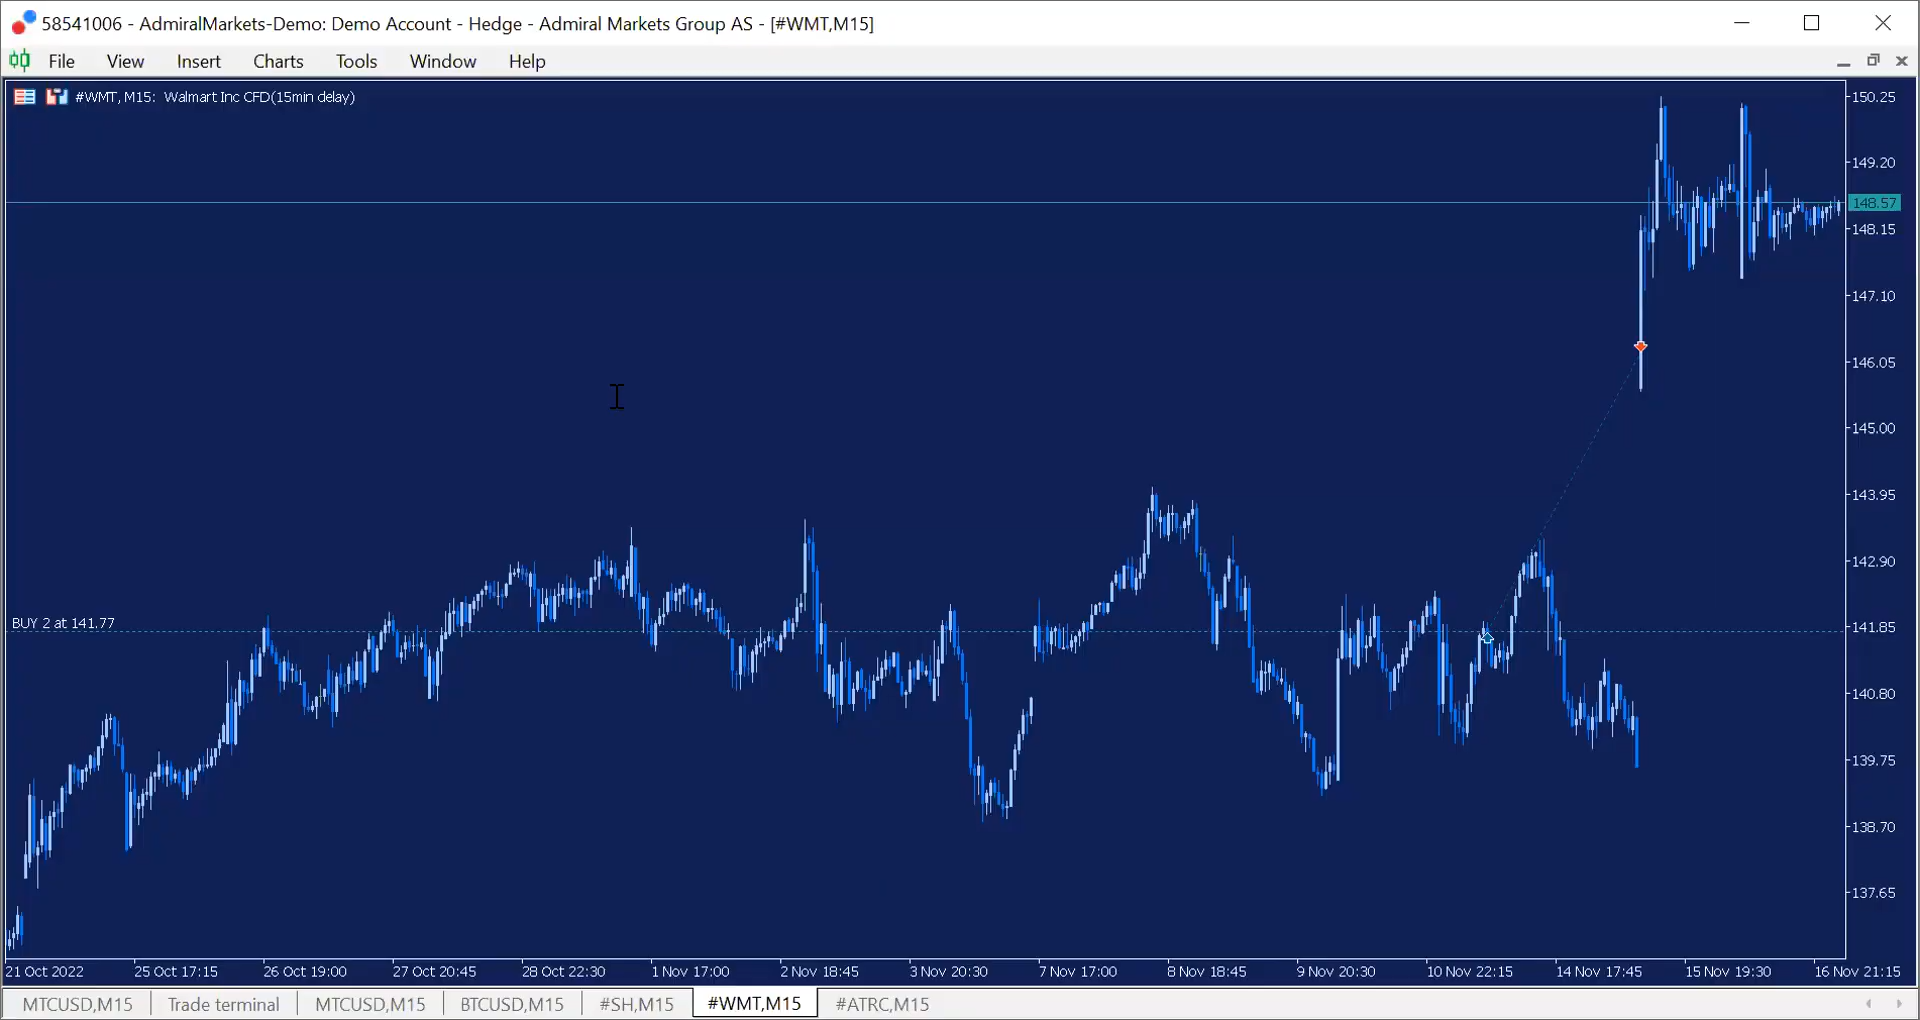 58541006 - AdmiralMarkets-Demo: Demo Account - Hedge - Admiral Markets Group AS - [#WMT,M15]
File View Insert Charts Tools Window Help
#WMT, M15: Walmart Inc CFD(15min delay)
150.25
149.20
148.57
148.15
147.10
146.05
145.00
143.95
142.90
BUY 2 at 141.77
141.85
140.80
139.75
138.70
137.65
21 Oct 2022 25 Oct 17:15 26 Oct 19:00 27 Oct 20:45 28 Oct 22:30 1 Nov 17:00 2 Nov 18:45 3 Nov 20:30 7 Nov 17:00 8 Nov 18:45 9 Nov 20:30 10 Nov 22:15 14 Nov 17:45 15 Nov 19:30 16 Nov 21:15
MTCUSD,M15 Trade terminal MTCUSD,M15 BTCUSD,M15 #SH,M15 #WMT,M15 #ATRC,M15